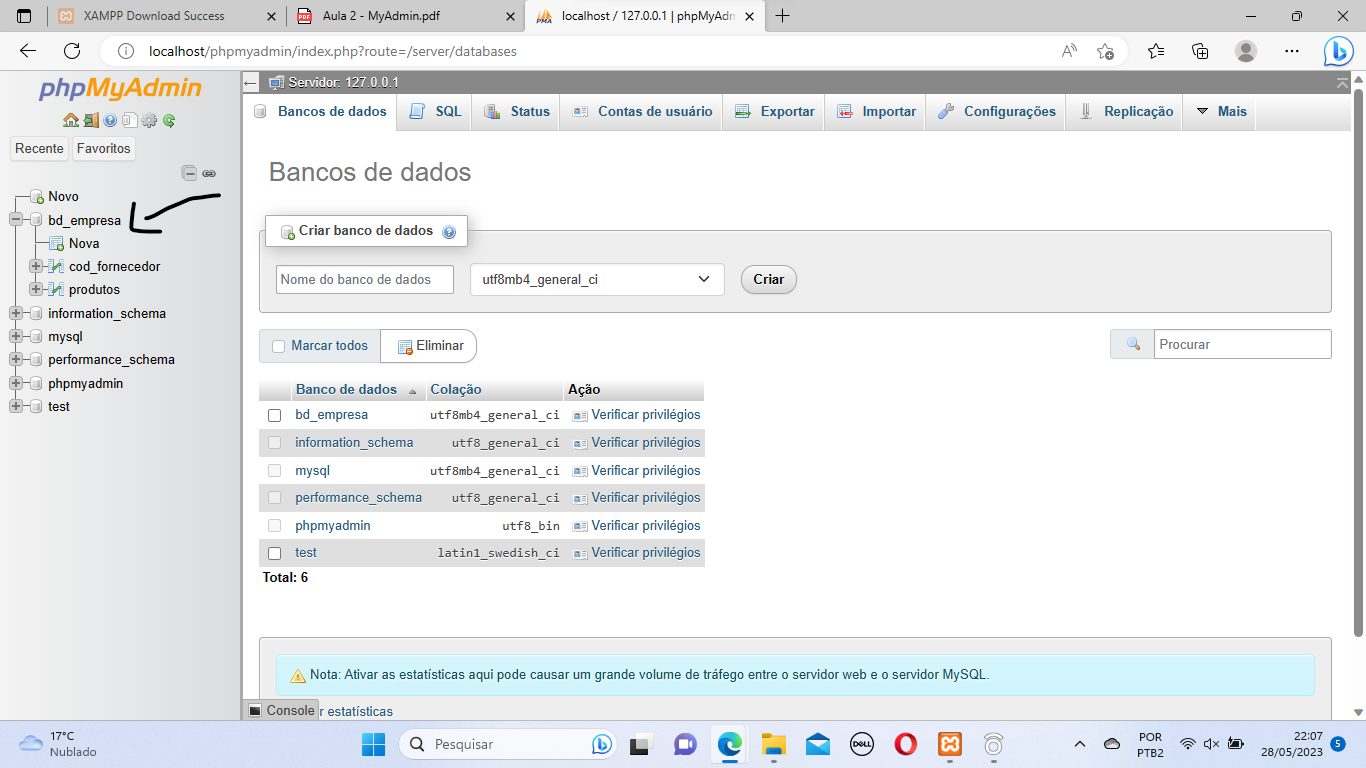 XAMPP Download Success
Aula 2 - MyAdmin.pdf
localhost / 127.0.0.1 | phpMyAdm
localhost/phpmyadmin/index.php?route=/server/databases
phpMyAdmin
Recente Favoritos
Novo
bd_empresa
Nova
cod_fornecedor
produtos
information_schema
mysql
performance_schema
phpmyadmin
test
Servidor: 127.0.0.1
Bancos de dados SQL Status Contas de usuário Exportar Importar Configurações Replicação Mais
Bancos de dados
Criar banco de dados
Nome do banco de dados utf8mb4_general_ci Criar
Marcar todos Eliminar Procurar
Banco de dados Colação Ação
bd_empresa utf8mb4_general_ci Verificar privilégios
information_schema utf8_general_ci Verificar privilégios
mysql utf8mb4_general_ci Verificar privilégios
performance_schema utf8_general_ci Verificar privilégios
phpmyadmin utf8_bin Verificar privilégios
test latin1_swedish_ci Verificar privilégios
Total: 6
Nota: Ativar as estatísticas aqui pode causar um grande volume de tráfego entre o servidor web e o servidor MySQL.
Console r estatísticas
17°C
Nublado
Pesquisar
DELL
POR
PTB2
22:07
28/05/2023
5